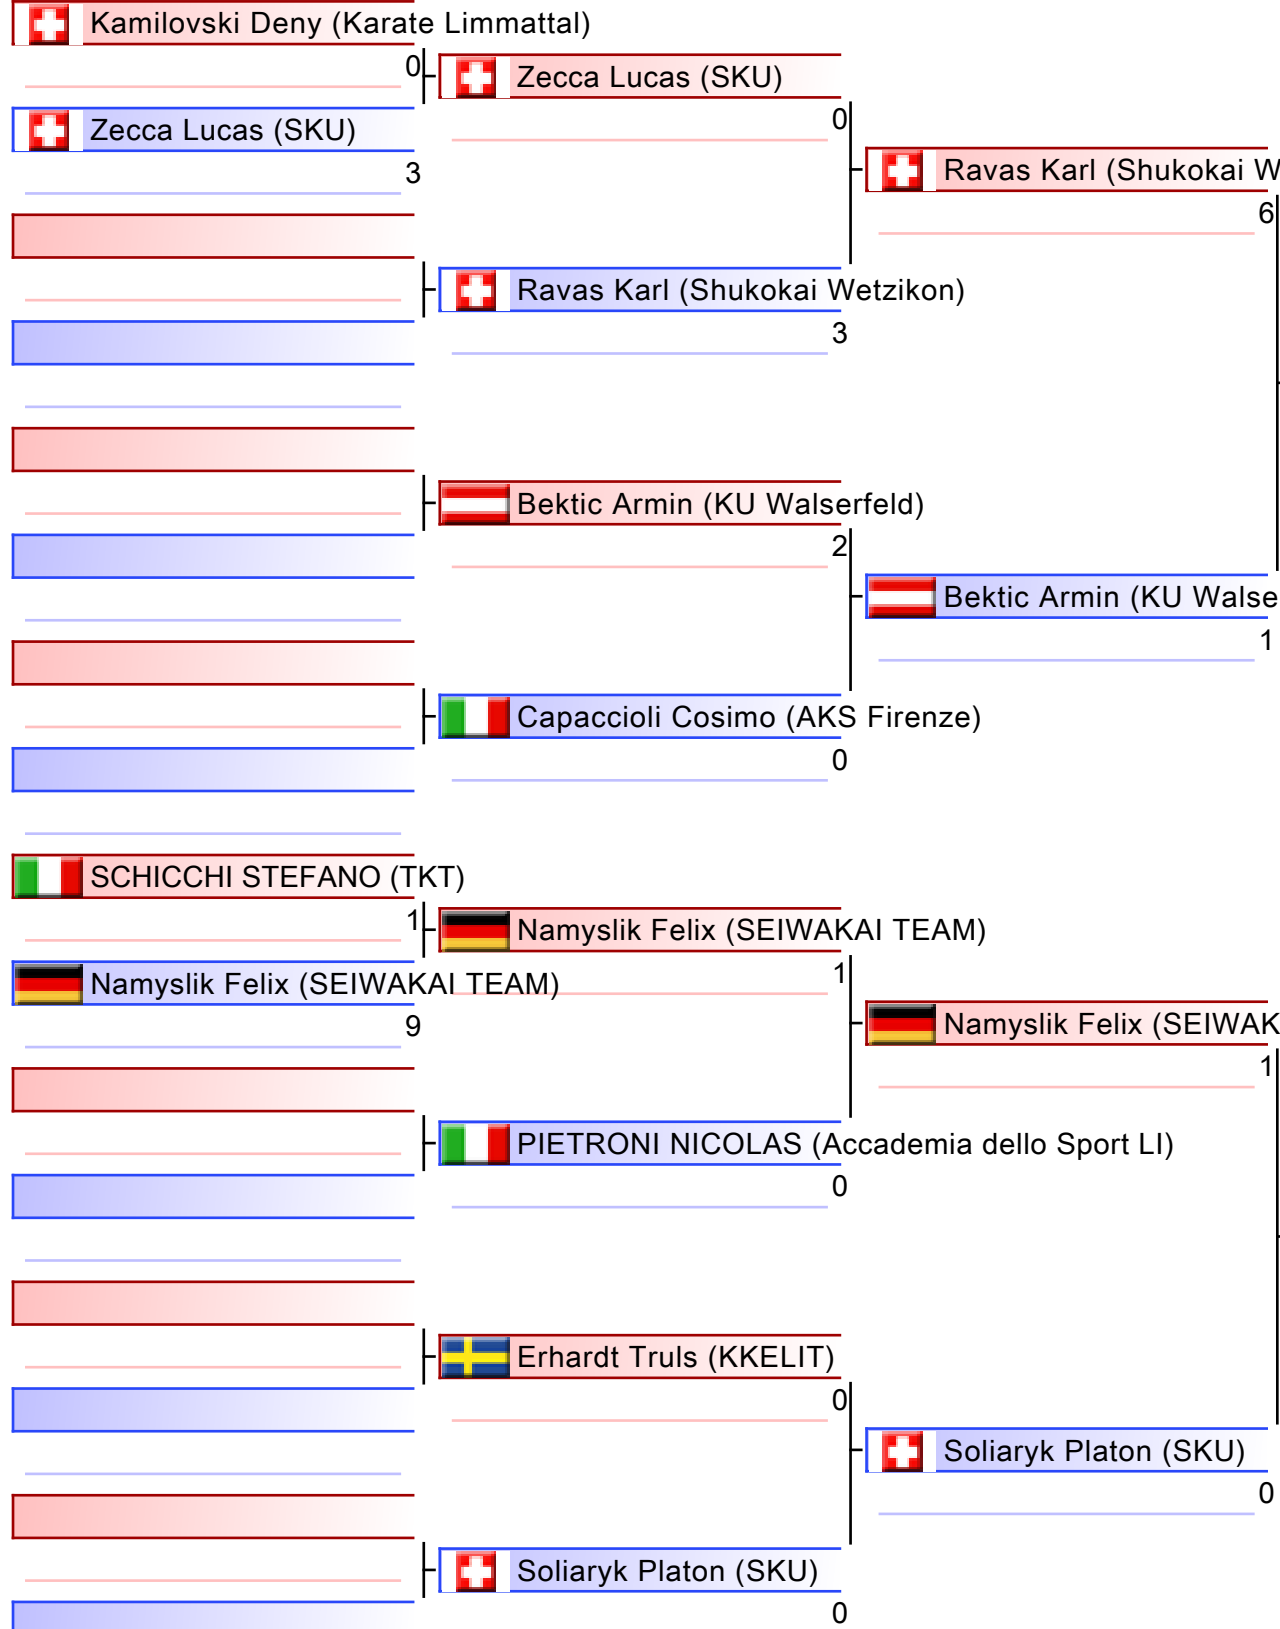 Kamilovski Deny (Karate Limmattal)
0
Zecca Lucas (SKU)
3
Zecca Lucas (SKU)
0
Ravas Karl (Shukokai Wetzikon)
3
Ravas Karl (Shukokai W
6
Bektic Armin (KU Walserfeld)
2
Capaccioli Cosimo (AKS Firenze)
0
Bektic Armin (KU Walse
1
SCHICCHI STEFANO (TKT)
1
Namyslik Felix (SEIWAKAI TEAM)
9
Namyslik Felix (SEIWAKAI TEAM)
1
PIETRONI NICOLAS (Accademia dello Sport LI)
0
Namyslik Felix (SEIWAK
1
Erhardt Truls (KKELIT)
0
Soliaryk Platon (SKU)
0
Soliaryk Platon (SKU)
0